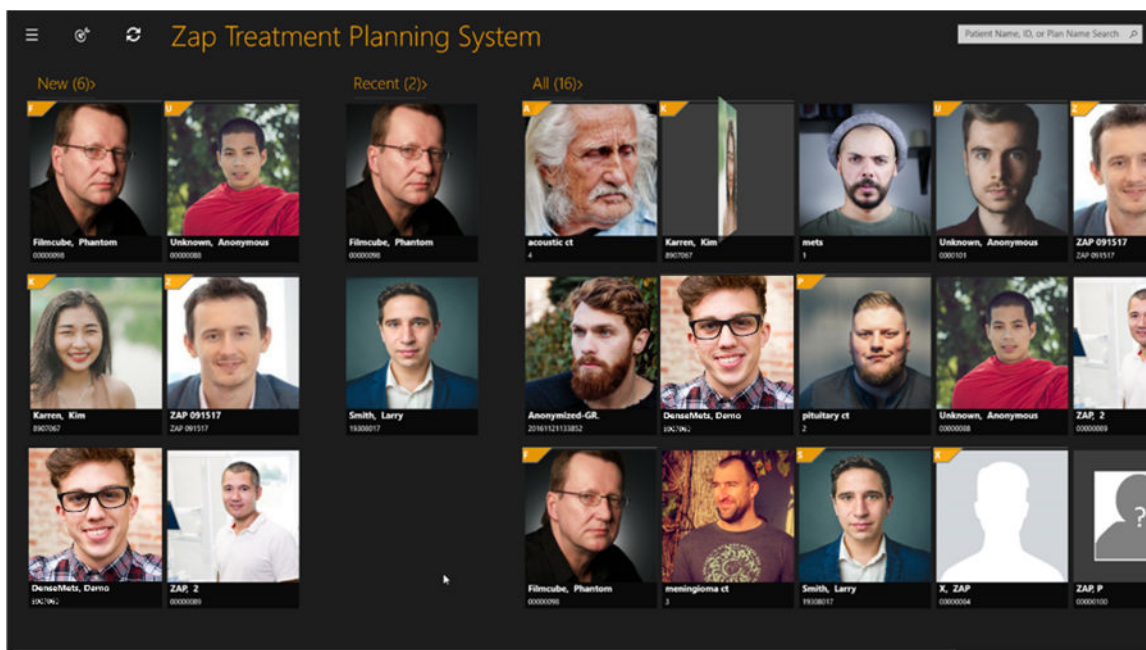 Zap Treatment Planning System
Patient Name, ID, or Plan Name Search
New (6)>
F
Filmcube, Phantom
00000098
U
Unknown, Anonymous
00000088
K
Karren, Kim
8907067
Z
ZAP 091517
ZAP 091517
DenseMets, Demo
ZAP, 2
00000089
Recent (2)>
Filmcube, Phantom
00000098
Smith, Larry
19308017
All (16)>
A
acoustic ct
4
K
Karren, Kim
8907067
mets
1
U
Unknown, Anonymous
0000101
Z
ZAP 091517
ZAP 091517
Anonymized-GR.
20161121133852
DenseMets, Demo
P
pituitary ct
2
Unknown, Anonymous
00000088
ZAP, 2
00000089
F
Filmcube, Phantom
00000098
meningioma ct
3
S
Smith, Larry
19308017
X
X, ZAP
00000094
?
ZAP, P
00000100